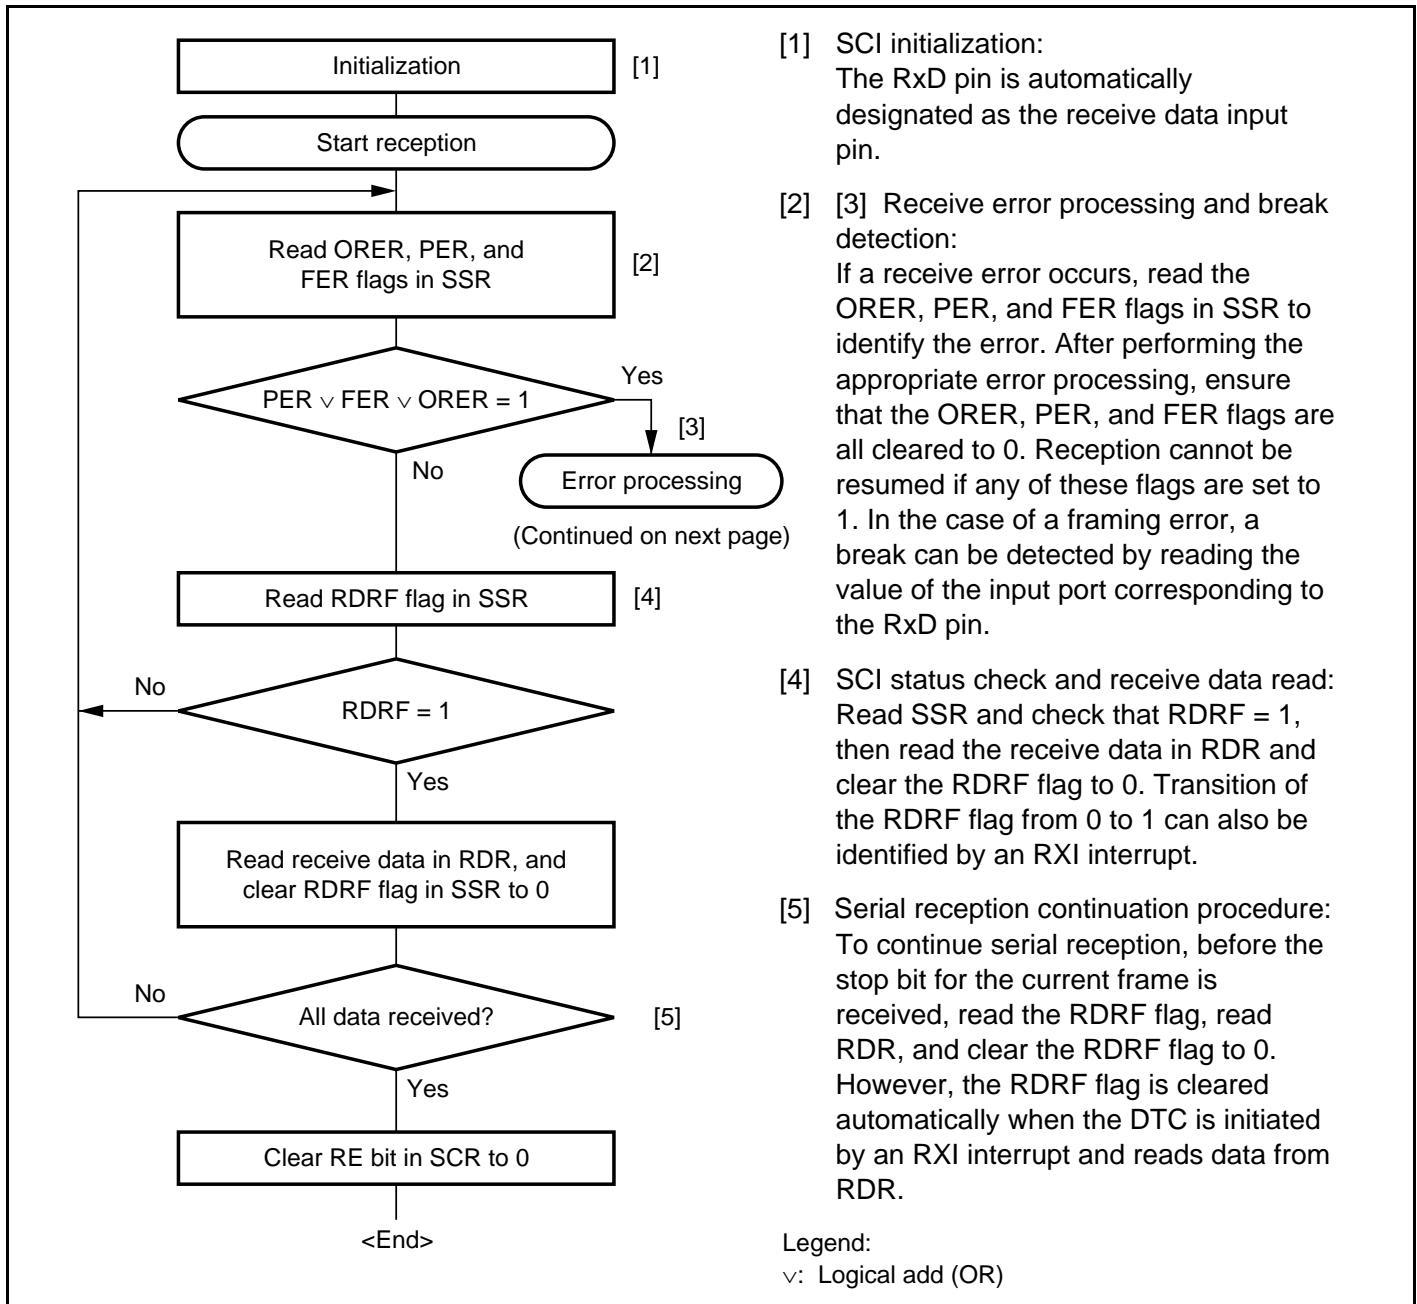 Initialization
[1]
Start reception
Read ORER, PER, and
FER flags in SSR
[2]
PER ∨ FER ∨ ORER = 1
Yes
[3]
No
Error processing
(Continued on next page)
Read RDRF flag in SSR
[4]
No
RDRF = 1
Yes
Read receive data in RDR, and
clear RDRF flag in SSR to 0
No
All data received?
[5]
Yes
Clear RE bit in SCR to 0
<End>
[1] SCI initialization:
The RxD pin is automatically
designated as the receive data input
pin.
[2] [3] Receive error processing and break
detection:
If a receive error occurs, read the
ORER, PER, and FER flags in SSR to
identify the error. After performing the
appropriate error processing, ensure
that the ORER, PER, and FER flags are
all cleared to 0. Reception cannot be
resumed if any of these flags are set to
1. In the case of a framing error, a
break can be detected by reading the
value of the input port corresponding to
the RxD pin.
[4] SCI status check and receive data read:
Read SSR and check that RDRF = 1,
then read the receive data in RDR and
clear the RDRF flag to 0. Transition of
the RDRF flag from 0 to 1 can also be
identified by an RXI interrupt.
[5] Serial reception continuation procedure:
To continue serial reception, before the
stop bit for the current frame is
received, read the RDRF flag, read
RDR, and clear the RDRF flag to 0.
However, the RDRF flag is cleared
automatically when the DTC is initiated
by an RXI interrupt and reads data from
RDR.
Legend:
∨: Logical add (OR)